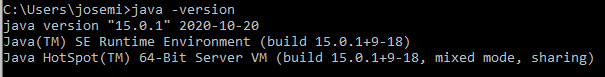 C:\Users\josemi>java -version
java version "15.0.1" 2020-10-20
Java(TM) SE Runtime Environment (build 15.0.1+9-18)
Java HotSpot(TM) 64-Bit Server VM (build 15.0.1+9-18, mixed mode, sharing)